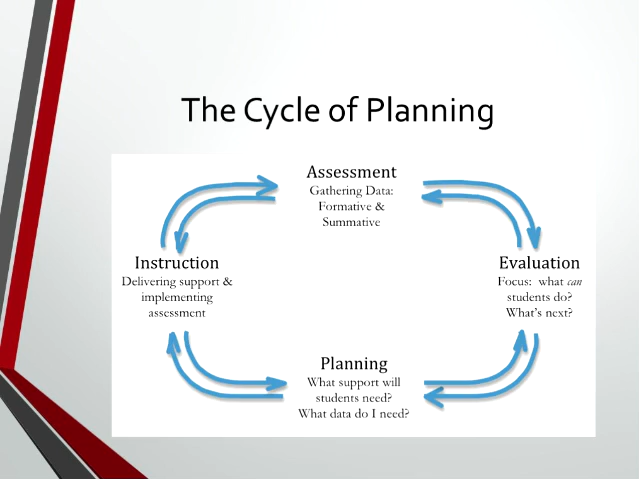 The Cycle of Planning
Assessment
Gathering Data:
Formative &
Summative
Instruction
Delivering support &
implementing
assessment
Evaluation
Focus: what can
students do?
What's next?
Planning
What support will
students need?
What data do I need?